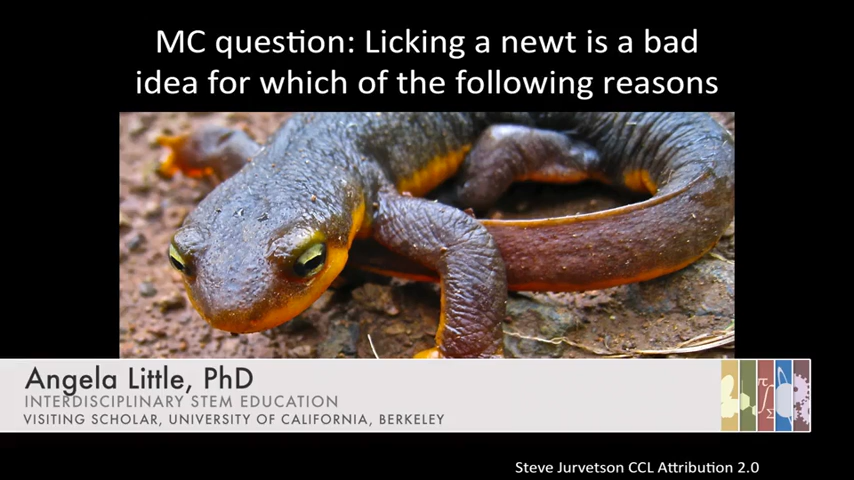 MC question: Licking a newt is a bad
idea for which of the following reasons
Angela Little, PhD
INTERDISCIPLINARY STEM EDUCATION
VISITING SCHOLAR, UNIVERSITY OF CALIFORNIA, BERKELEY
Steve Jurvetson CCL Attribution 2.0